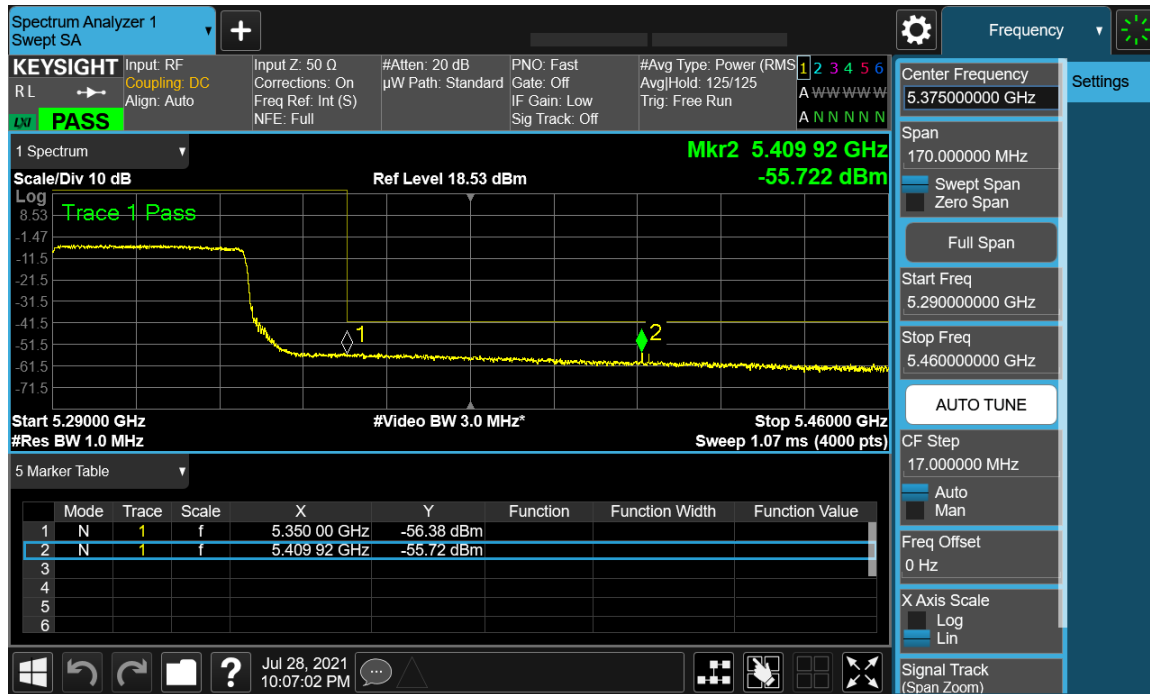 Spectrum Analyzer 1
Swept SA
Frequency
KEYSIGHT
R L
LXI
PASS
Input: RF
Coupling: DC
Align: Auto
Input Z: 50 Ω
Corrections: On
Freq Ref: Int (S)
NFE: Full
#Atten: 20 dB
µW Path: Standard
PNO: Fast
Gate: Off
IF Gain: Low
Sig Track: Off
#Avg Type: Power (RMS
Avg|Hold: 125/125
Trig: Free Run
1 2 3 4 5 6
A W W W W W
A N N N N N
1 Spectrum
Mkr2 5.409 92 GHz
Scale/Div 10 dB
Ref Level 18.53 dBm
-55.722 dBm
Log
Trace 1 Pass
8.53
-1.47
-11.5
-21.5
-31.5
-41.5
-51.5
-61.5
-71.5
1
2
Start 5.29000 GHz
#Video BW 3.0 MHz*
Stop 5.46000 GHz
#Res BW 1.0 MHz
Sweep 1.07 ms (4000 pts)
5 Marker Table
Mode Trace Scale X Y Function Function Width Function Value
1 N 1 f 5.350 00 GHz -56.38 dBm
2 N 1 f 5.409 92 GHz -55.72 dBm
3
4
5
6
?
Jul 28, 2021
10:07:02 PM
Center Frequency
5.375000000 GHz
Settings
Span
170.000000 MHz
Swept Span
Zero Span
Full Span
Start Freq
5.290000000 GHz
Stop Freq
5.460000000 GHz
AUTO TUNE
CF Step
17.000000 MHz
Auto
Man
Freq Offset
0 Hz
X Axis Scale
Log
Lin
Signal Track
(Span Zoom)